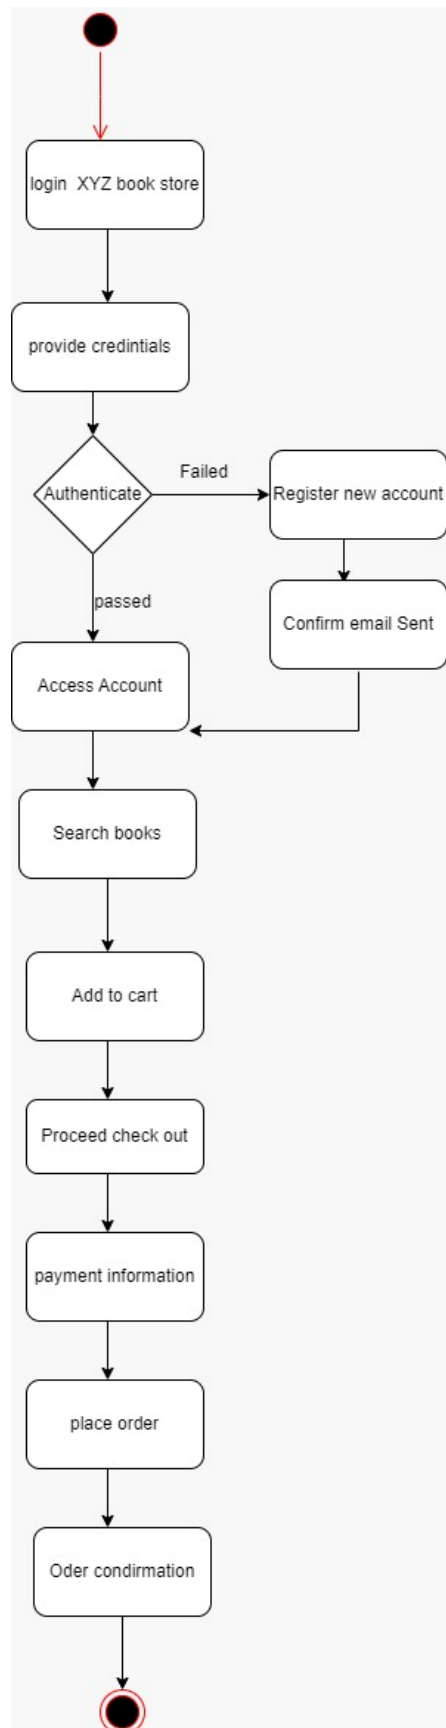 login XYZ book store
provide credintials
Authenticate
Failed
Register new account
passed
Confirm email Sent
Access Account
Search books
Add to cart
Proceed check out
payment information
place order
Oder condirmation